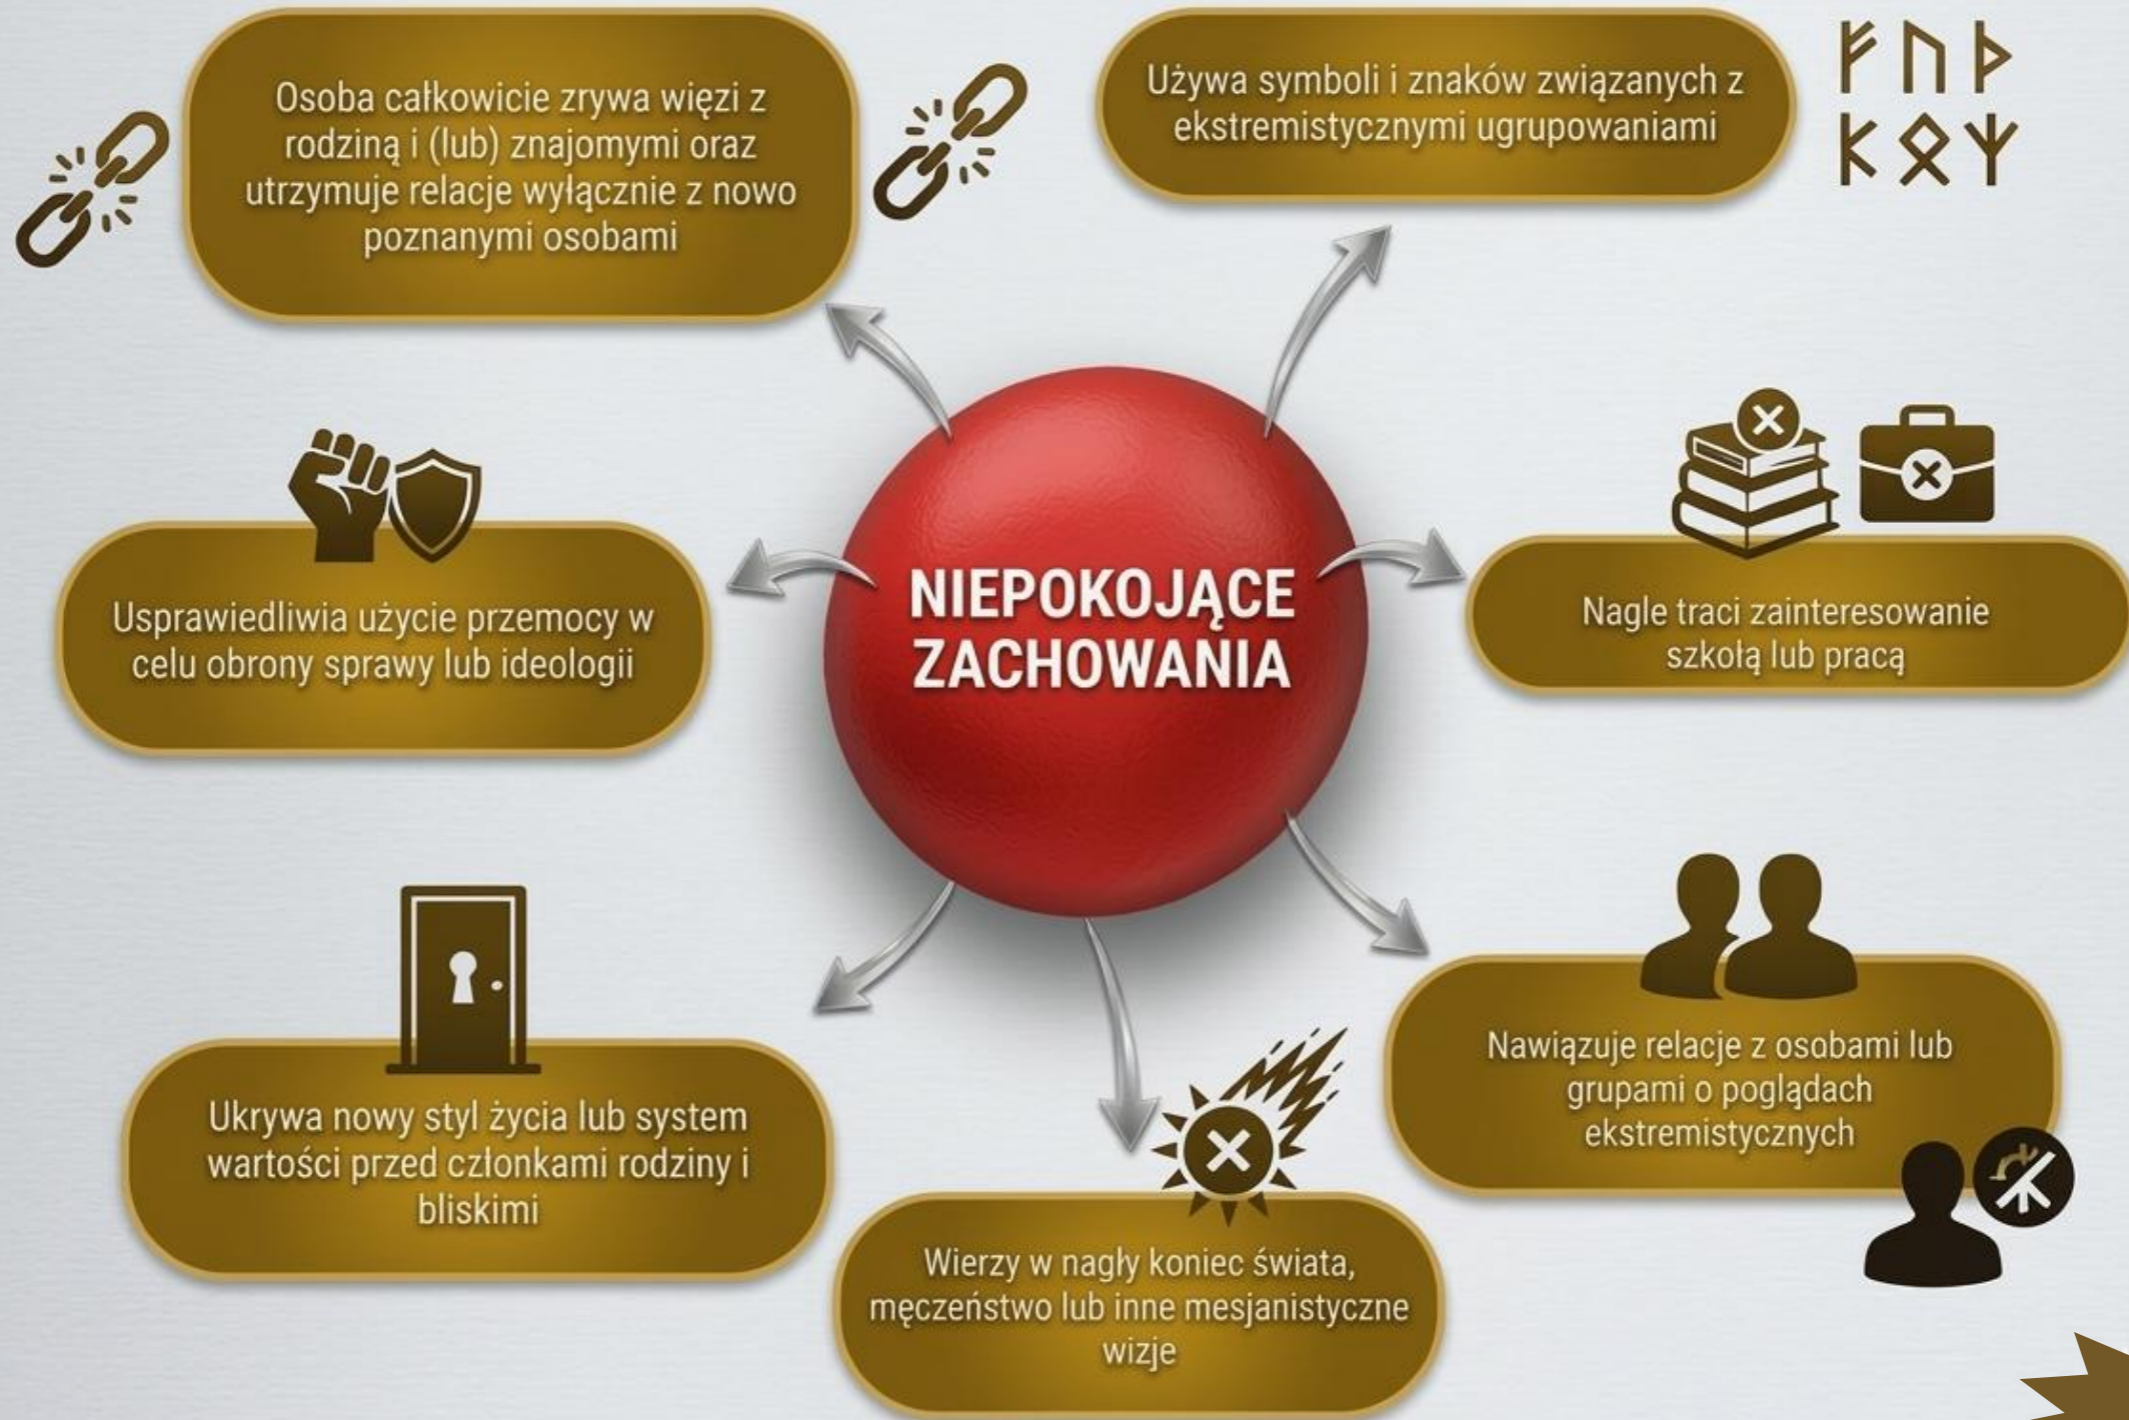 Osoba całkowicie zrywa więzi z
rodziną i (lub) znajomymi oraz
utrzymuje relacje wyłącznie z nowo
poznanymi osobami
Używa symboli i znaków związanych z
ekstremistycznymi ugrupowaniami
ᚠ ᚢ ᚦ
ᛕ ᛟ ᛉ
NIEPOKOJĄCE
ZACHOWANIA
Usprawiedliwia użycie przemocy w
celu obrony sprawy lub ideologii
Nagle traci zainteresowanie
szkołą lub pracą
Ukrywa nowy styl życia lub system
wartości przed członkami rodziny i
bliskimi
Wierzy w nagły koniec świata,
męczeństwo lub inne mesjanistyczne
wizje
Nawiązuje relacje z osobami lub
grupami o poglądach
ekstremistycznych